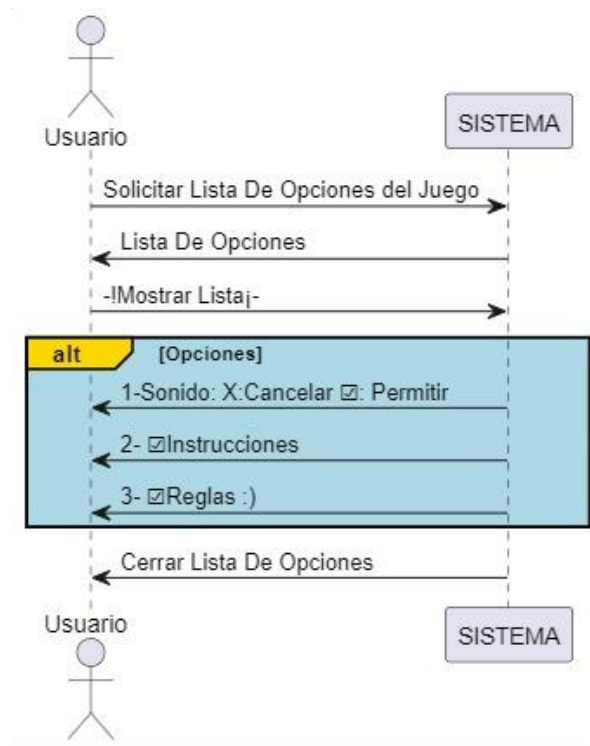 Usuario
SISTEMA
Solicitar Lista De Opciones del Juego
Lista De Opciones
-!Mostrar Lista¡-
alt [Opciones]
1-Sonido: X:Cancelar ☑: Permitir
2- ☑Instrucciones
3- ☑Reglas :)
Cerrar Lista De Opciones
Usuario
SISTEMA